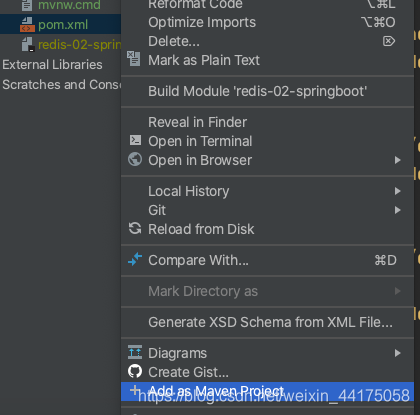 mvnw.cmd
pom.xml
redis-02-sprin
External Libraries
Scratches and Conso
Reformat Code ⌥⌘L
Optimize Imports ⌥⌘O
Delete... ⌦
Mark as Plain Text
Build Module 'redis-02-springboot'
Reveal in Finder
Open in Terminal
Open in Browser
Local History
Git
Reload from Disk
Compare With... ⌘D
Mark Directory as
Generate XSD Schema from XML File...
Diagrams
Create Gist...
Add as Maven Project
https://blog.csdn.net/weixin_44175058